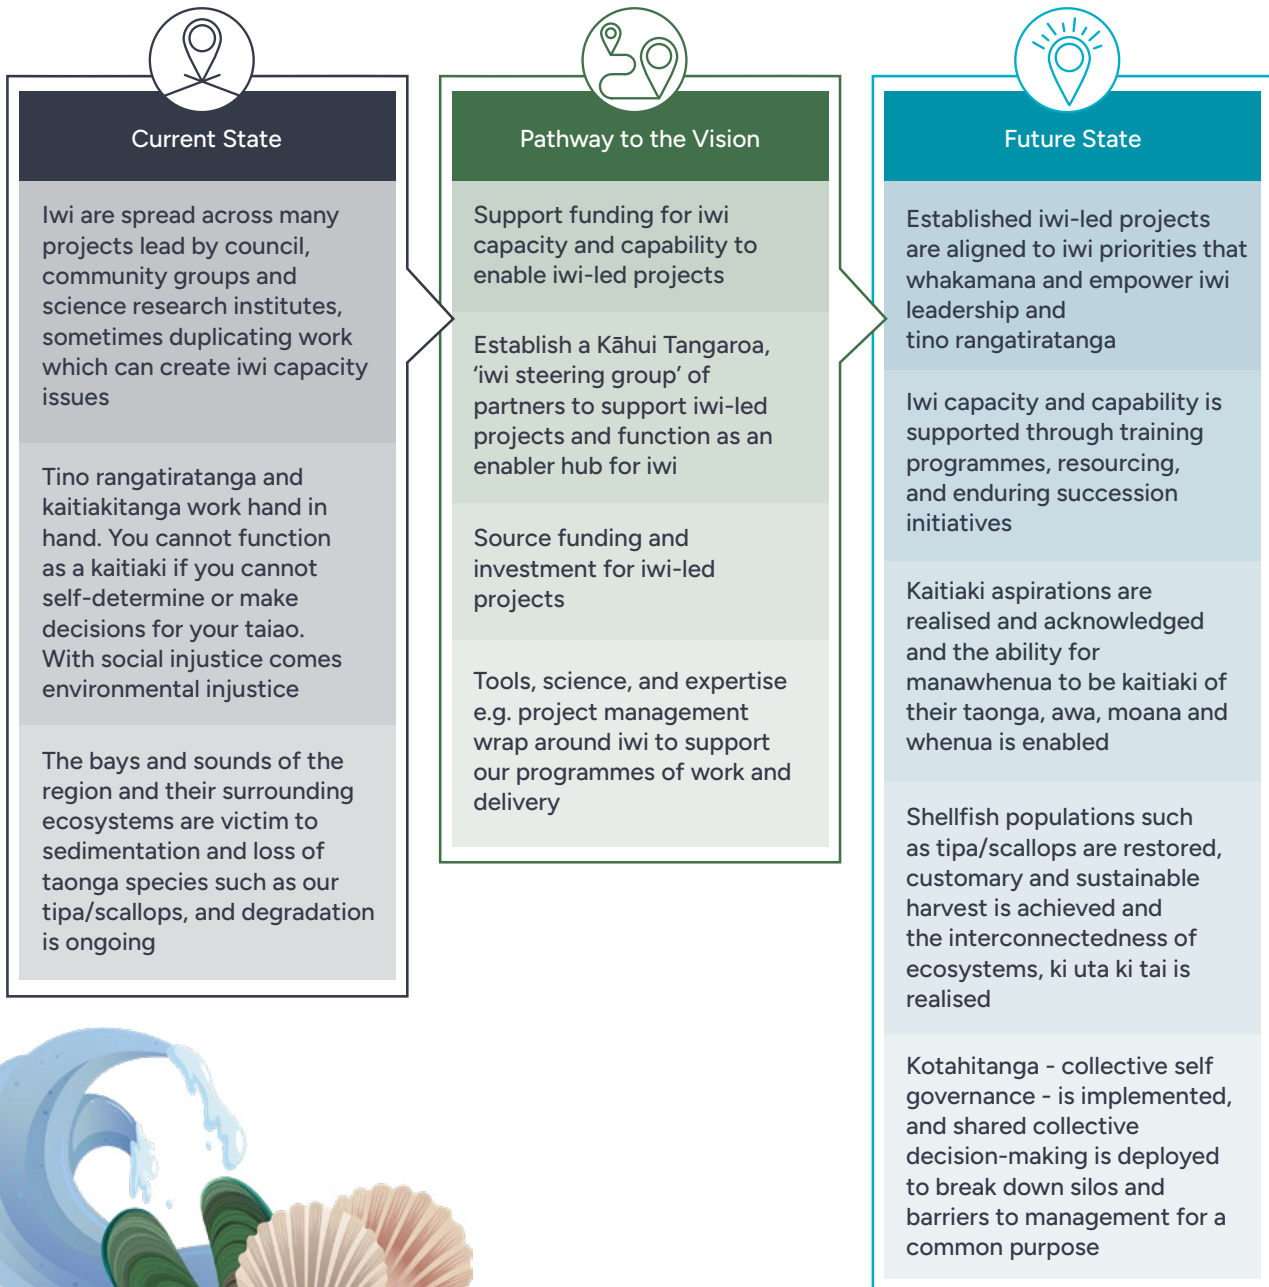 Current State
Iwi are spread across many
projects lead by council,
community groups and
science research institutes,
sometimes duplicating work
which can create iwi capacity
issues
Tino rangatiratanga and
kaitiakitanga work hand in
hand. You cannot function
as a kaitiaki if you cannot
self-determine or make
decisions for your taiao.
With social injustice comes
environmental injustice
The bays and sounds of the
region and their surrounding
ecosystems are victim to
sedimentation and loss of
taonga species such as our
tipa/scallops, and degradation
is ongoing
Pathway to the Vision
Support funding for iwi
capacity and capability to
enable iwi-led projects
Establish a Kāhui Tangaroa,
‘iwi steering group’ of
partners to support iwi-led
projects and function as an
enabler hub for iwi
Source funding and
investment for iwi-led
projects
Tools, science, and expertise
e.g. project management
wrap around iwi to support
our programmes of work and
delivery
Future State
Established iwi-led projects
are aligned to iwi priorities that
whakamana and empower iwi
leadership and
tino rangatiratanga
Iwi capacity and capability is
supported through training
programmes, resourcing,
and enduring succession
initiatives
Kaitiaki aspirations are
realised and acknowledged
and the ability for
manawhenua to be kaitiaki of
their taonga, awa, moana and
whenua is enabled
Shellfish populations such
as tipa/scallops are restored,
customary and sustainable
harvest is achieved and
the interconnectedness of
ecosystems, ki uta ki tai is
realised
Kotahitanga - collective self
governance - is implemented,
and shared collective
decision-making is deployed
to break down silos and
barriers to management for a
common purpose